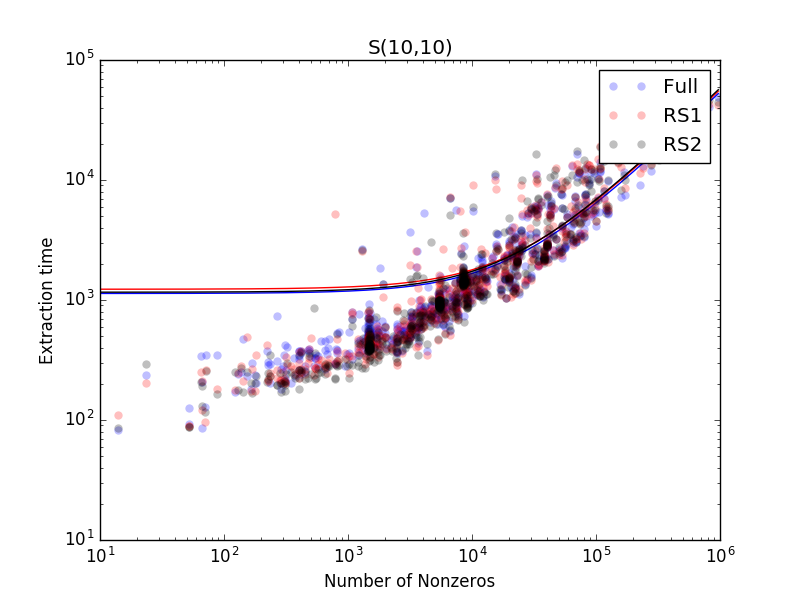 S(10,10)
10^5
10^4
10^3
10^2
10^1
Extraction time
Full
RS1
RS2
10^1 10^2 10^3 10^4 10^5 10^6
Number of Nonzeros